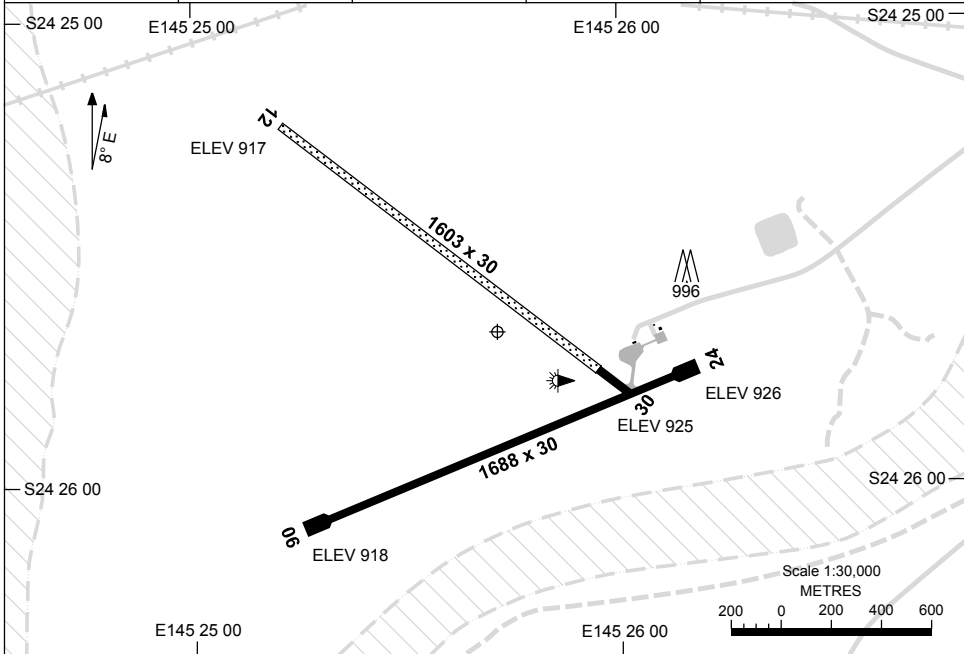 S24 25 00
E145 25 00
E145 26 00
S24 25 00
8° E
12
ELEV 917
1603 x 30
996
24
ELEV 926
30
ELEV 925
1688 x 30
S24 26 00
S24 26 00
06
ELEV 918
Scale 1:30,000
METRES
200 0 200 400 600
E145 25 00
E145 26 00